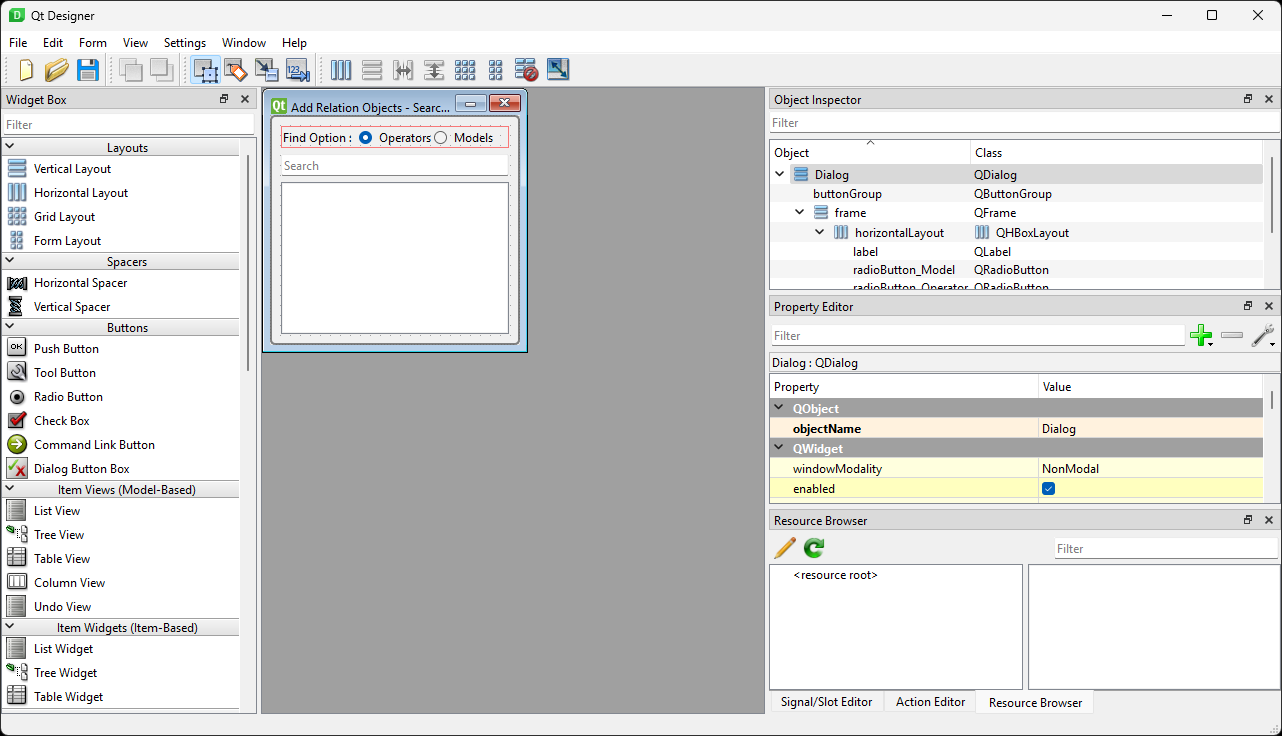 Qt Designer
File Edit Form View Settings Window Help
Widget Box
Filter
Layouts
Vertical Layout
Horizontal Layout
Grid Layout
Form Layout
Spacers
Horizontal Spacer
Vertical Spacer
Buttons
OK Push Button
Tool Button
Radio Button
Check Box
Command Link Button
Dialog Button Box
Item Views (Model-Based)
List View
Tree View
Table View
Column View
Undo View
Item Widgets (Item-Based)
List Widget
Tree Widget
Table Widget
Qt Add Relation Objects - Searc...
Find Option : Operators Models
Search
Object Inspector
Filter
Object Class
Dialog QDialog
buttonGroup QButtonGroup
frame QFrame
horizontalLayout QHBoxLayout
label QLabel
radioButton_Model QRadioButton
radioButton_Operator QRadioButton
Property Editor
Filter
Dialog : QDialog
Property Value
QObject
objectName Dialog
QWidget
windowModality NonModal
enabled
Resource Browser
Filter
<resource root>
Signal/Slot Editor Action Editor Resource Browser